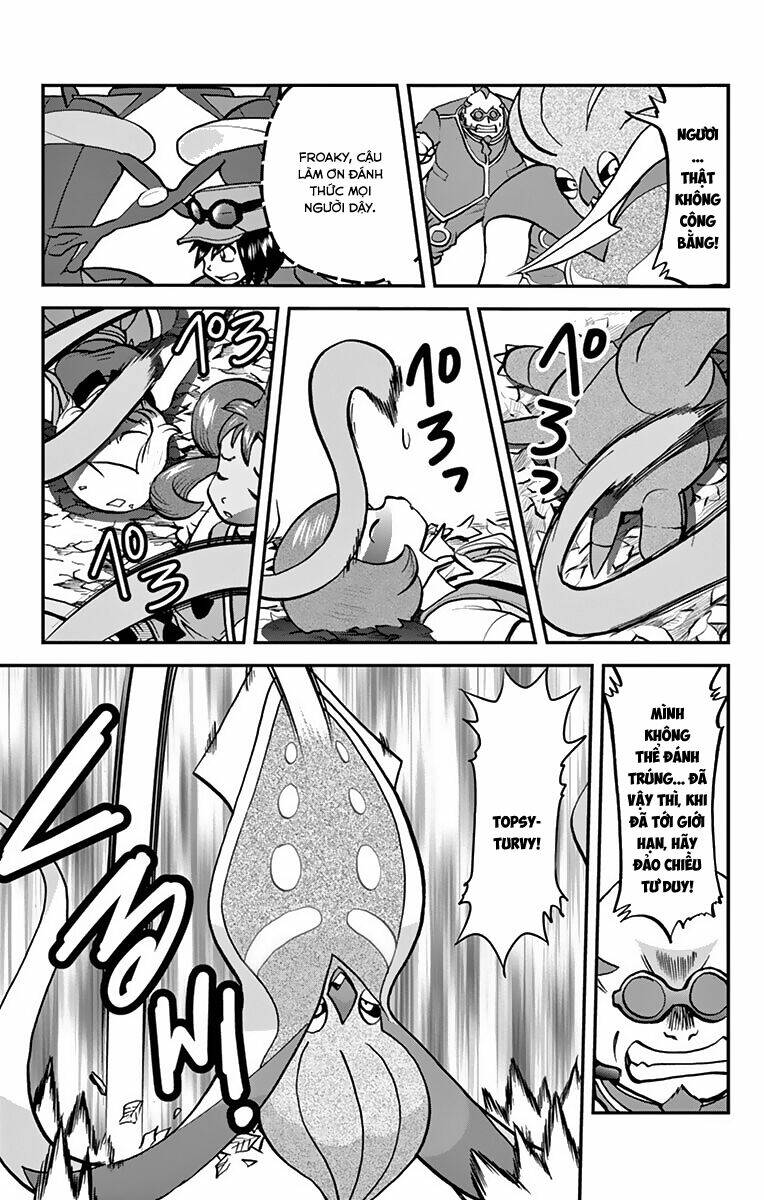 NGƯƠI
...
THẬT KHÔNG
CÔNG
BẰNG!
FROAKY, CẬU
LÀM ƠN ĐÁNH
THỨC MỌI
NGƯỜI DẬY.
MÌNH
KHÔNG
THỂ ĐÁNH
TRÚNG... ĐÃ
VẬY THÌ, KHI
ĐÃ TỚI GIỚI
HẠN, HÃY
ĐẢO CHIỀU
TƯ DUY!
TOPSY-
TURVY!